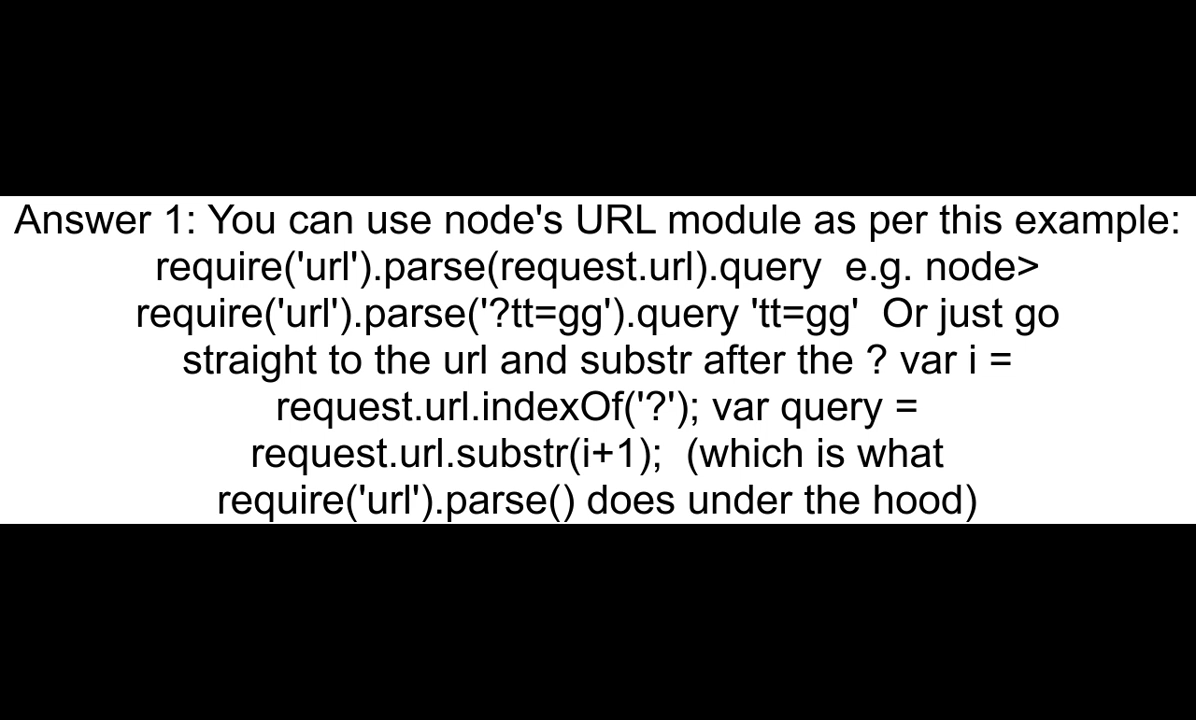 Answer 1: You can use node's URL module as per this example:
require('url').parse(request.url).query  e.g. node>
require('url').parse('?tt=gg').query 'tt=gg'  Or just go
straight to the url and substr after the ? var i =
request.url.indexOf('?'); var query =
request.url.substr(i+1);  (which is what
require('url').parse() does under the hood)